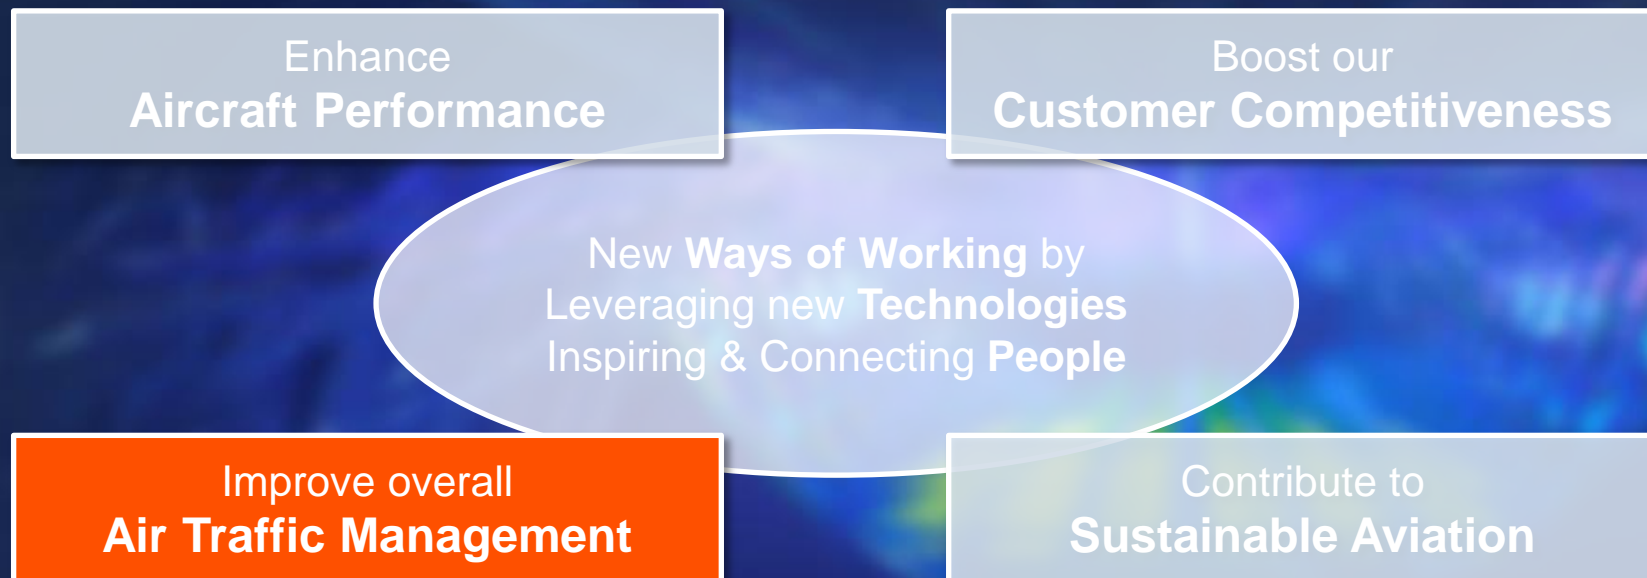 Enhance
Aircraft Performance
Boost our
Customer Competitiveness
New Ways of Working by
Leveraging new Technologies
Inspiring & Connecting People
Improve overall
Air Traffic Management
Contribute to
Sustainable Aviation